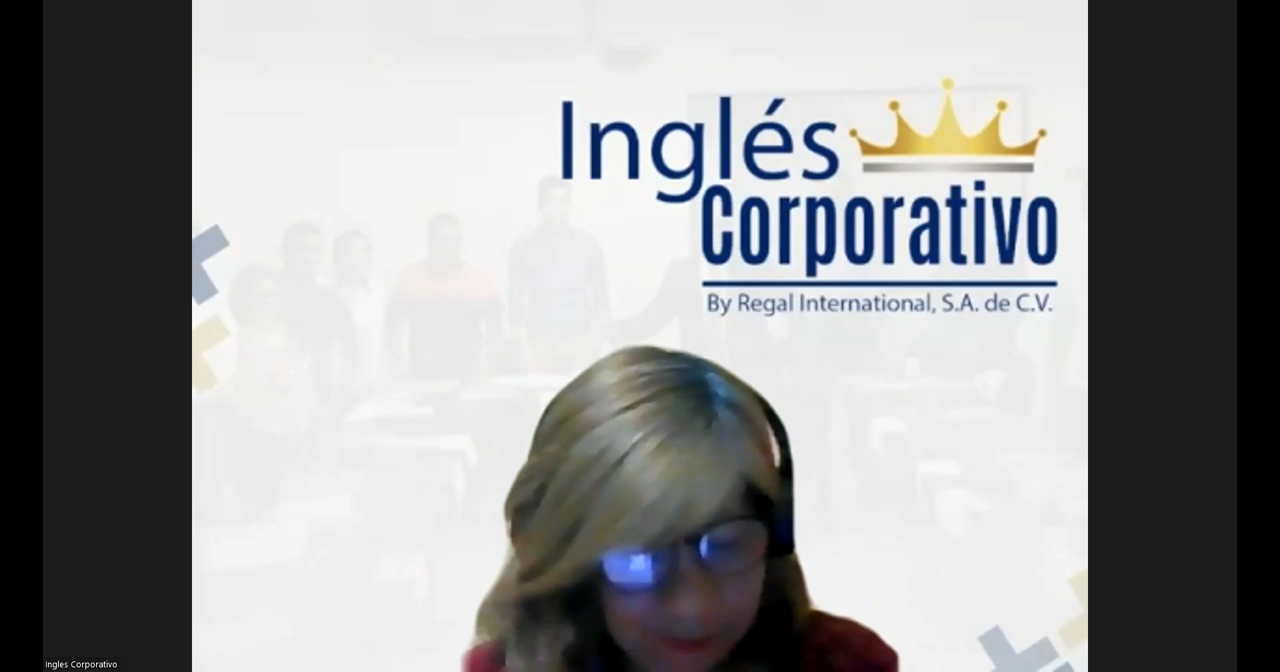 Inglés
Corporativo
By Regal International, S.A. de C.V.
Ingles Corporativo